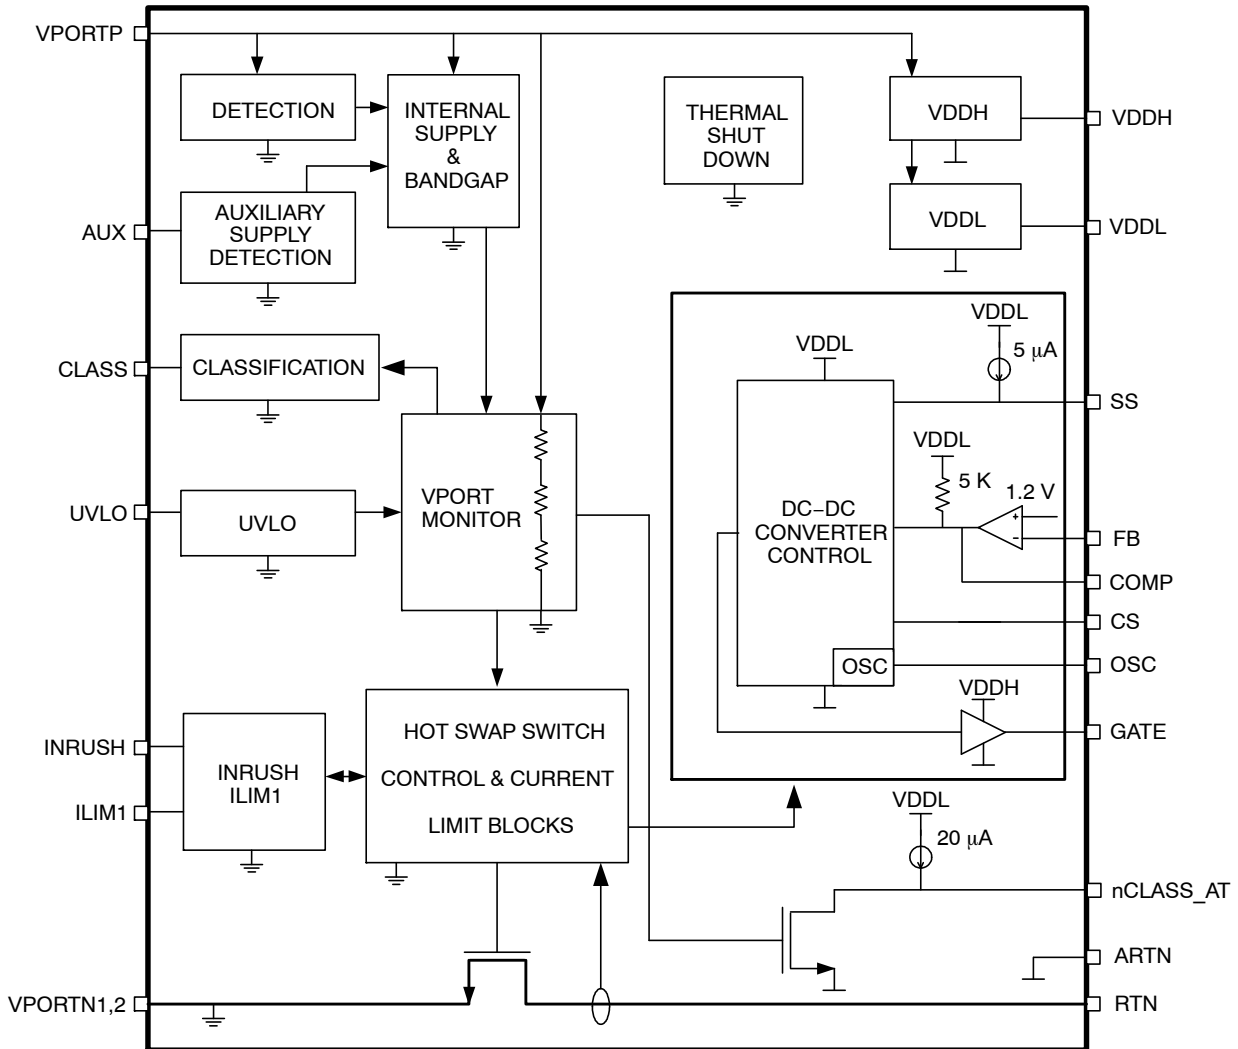 VPORTP
DETECTION
INTERNAL
SUPPLY
&
BANDGAP
THERMAL
SHUT
DOWN
VDDH
VDDH
AUX
AUXILIARY
SUPPLY
DETECTION
VDDL
VDDL
CLASS
CLASSIFICATION
VDDL
VDDL
5 μA
SS
UVLO
UVLO
VPORT
MONITOR
DC–DC
CONVERTER
CONTROL
VDDL
5 K
1.2 V
+
–
FB
COMP
CS
OSC
OSC
VDDH
GATE
INRUSH
ILIM1
INRUSH
ILIM1
HOT SWAP SWITCH
CONTROL & CURRENT
LIMIT BLOCKS
VDDL
20 μA
nCLASS_AT
ARTN
VPORTN1,2
RTN